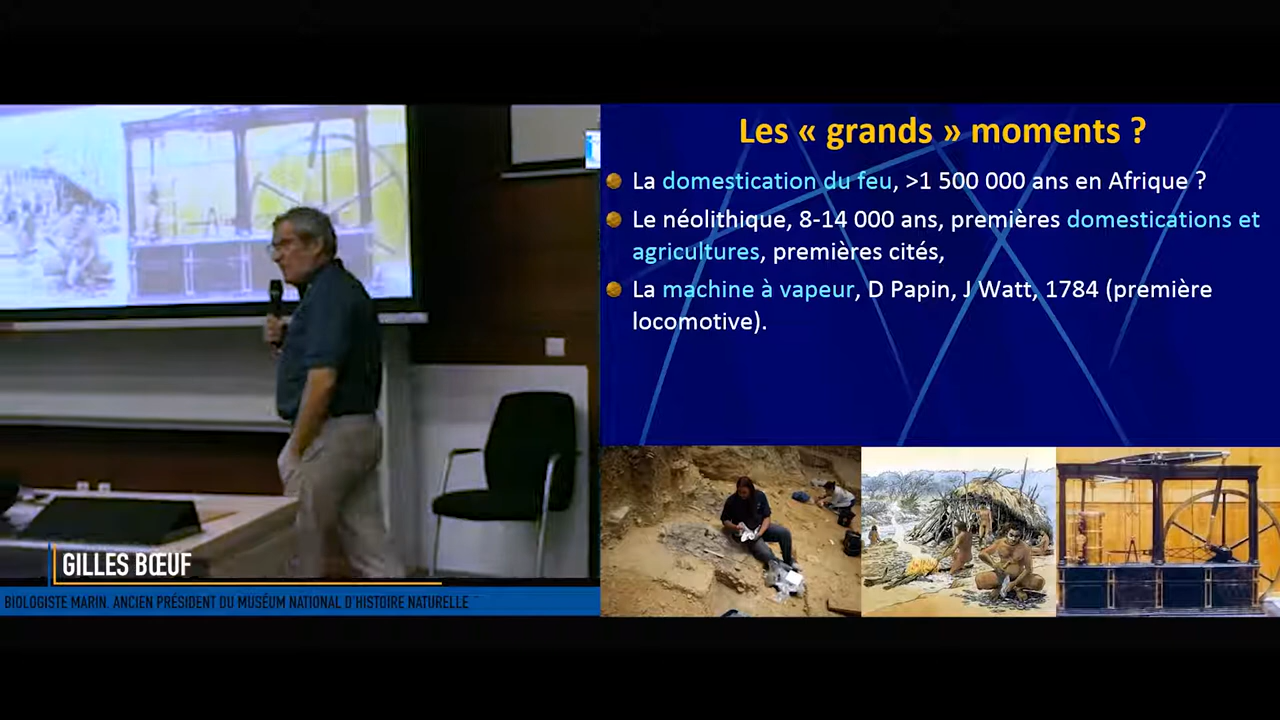 Les « grands » moments ?
La domestication du feu, >1 500 000 ans en Afrique ?
Le néolithique, 8-14 000 ans, premières domestications et
agricultures, premières cités,
La machine à vapeur, D Papin, J Watt, 1784 (première
locomotive).
GILLES BŒUF
BIOLOGISTE MARIN. ANCIEN PRÉSIDENT DU MUSÉUM NATIONAL D'HISTOIRE NATURELLE